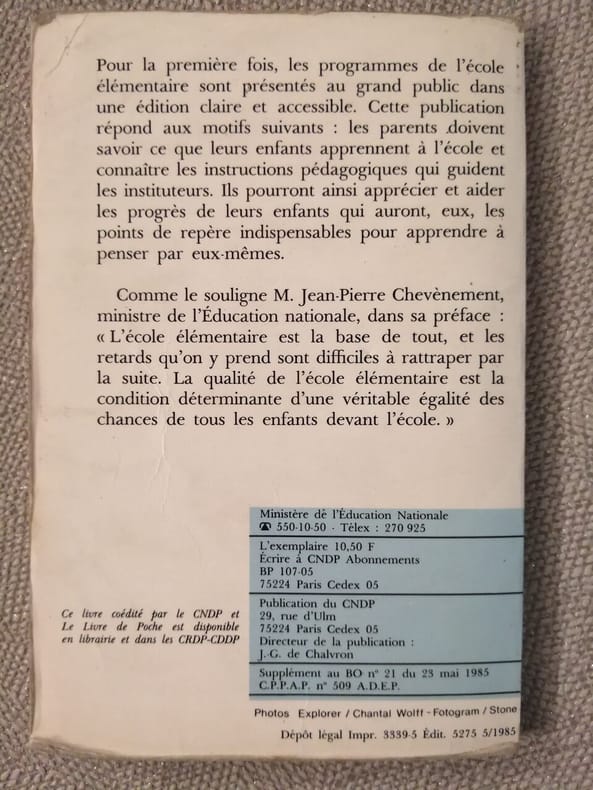 Pour la première fois, les programmes de l'école
élémentaire sont présentés au grand public dans
une édition claire et accessible. Cette publication
répond aux motifs suivants : les parents doivent
savoir ce que leurs enfants apprennent à l'école et
connaître les instructions pédagogiques qui guident
les instituteurs. Ils pourront ainsi apprécier et aider
les progrès de leurs enfants qui auront, eux, les
points de repère indispensables pour apprendre à
penser par eux-mêmes.
Comme le souligne M. Jean-Pierre Chevènement,
ministre de l'Éducation nationale, dans sa préface :
« L'école élémentaire est la base de tout, et les
retards qu'on y prend sont difficiles à rattraper par
la suite. La qualité de l'école élémentaire est la
condition déterminante d'une véritable égalité des
chances de tous les enfants devant l'école. »
Ce livre coédité par le CNDP et
Le Livre de Poche est disponible
en librairie et dans les CRDP-CDDP
Ministère de l'Éducation Nationale
☎ 550-10-50 · Télex : 270 925
L'exemplaire 10,50 F
Écrire à CNDP Abonnements
BP 107-05
75224 Paris Cedex 05
Publication du CNDP
29, rue d'Ulm
75224 Paris Cedex 05
Directeur de la publication :
J.-G. de Chalvron
Supplément au BO n° 21 du 23 mai 1985
C.P.P.A.P. n° 509 A.D.E.P.
Photos Explorer / Chantal Wolff - Fotogram / Stone
Dépôt légal Impr. 3339-5 Édit. 5275 5/1985